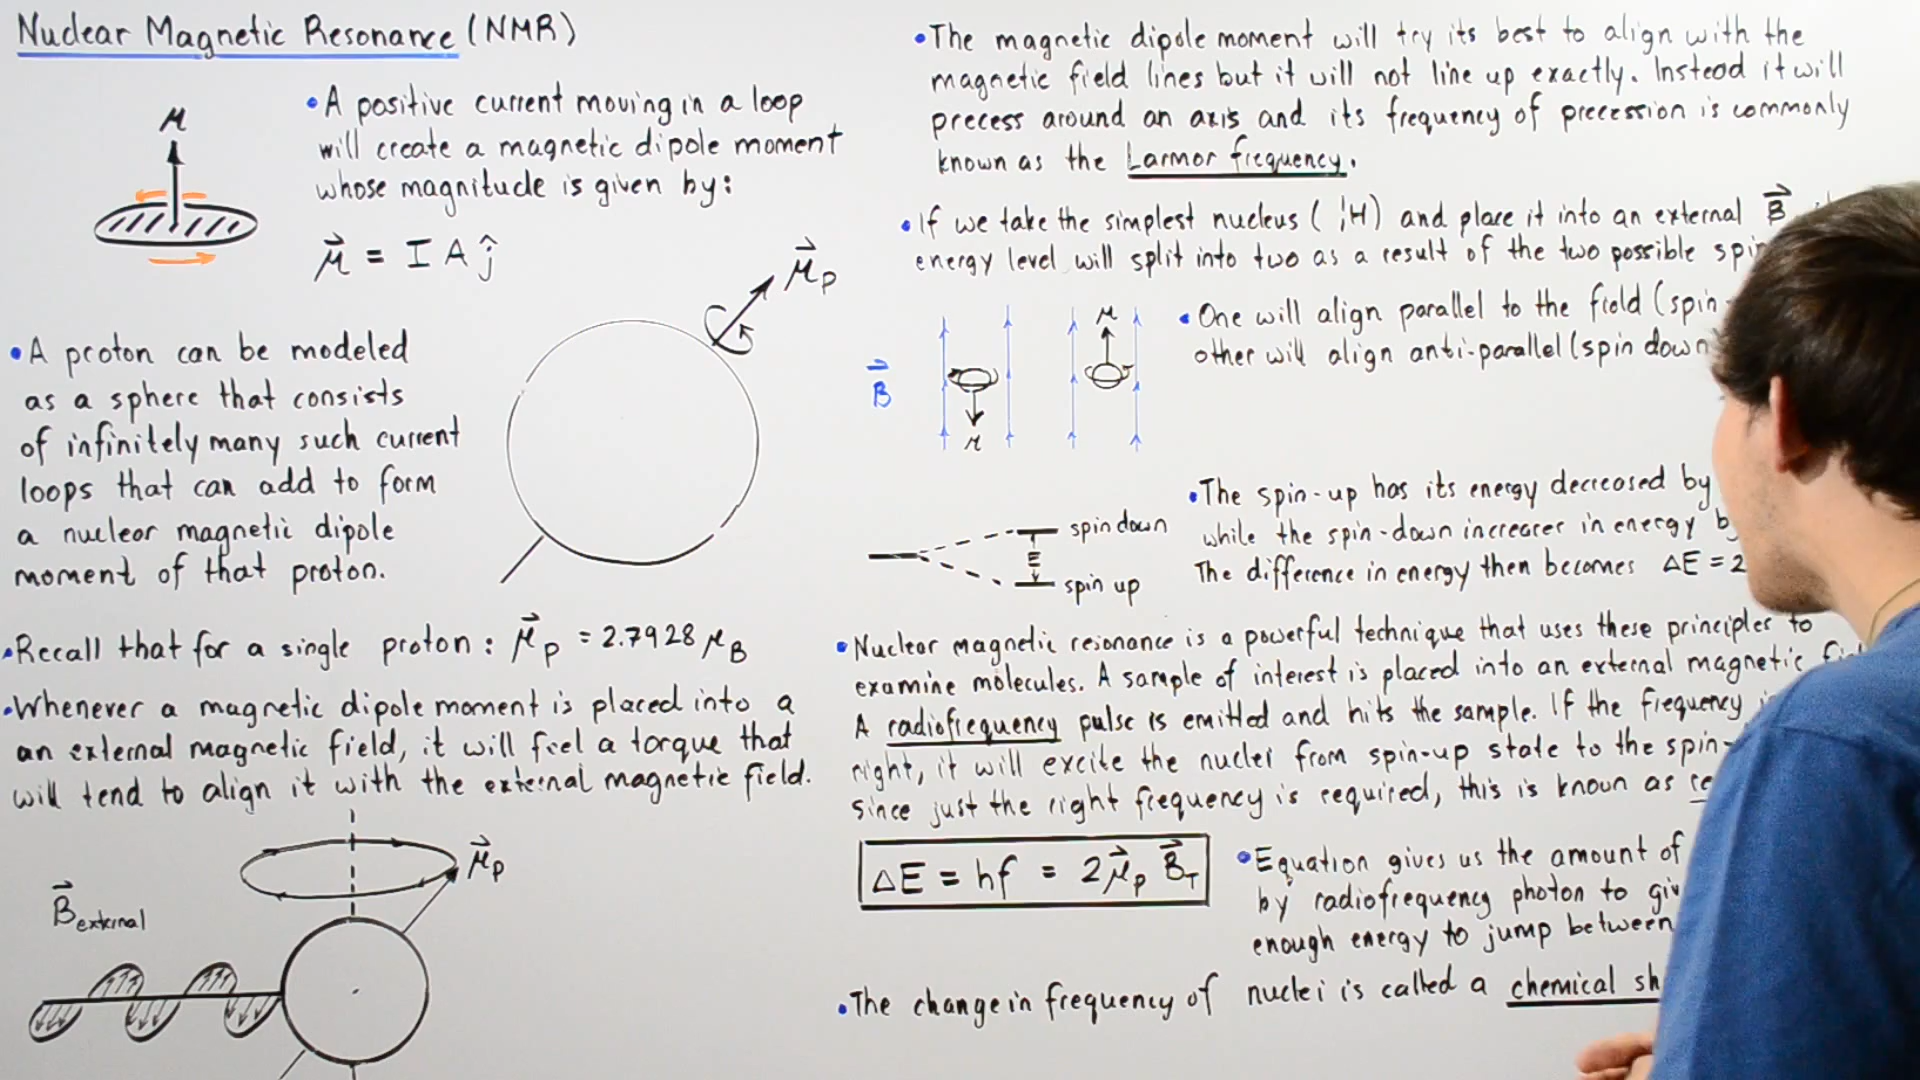 Nuclear Magnetic Resonance (NMR)
μ
• A positive current moving in a loop
will create a magnetic dipole moment
whose magnitude is given by:
μ⃗ = I A ĵ
μ⃗p
• A proton can be modeled
as a sphere that consists
of infinitely many such current
loops that can add to form
a nuclear magnetic dipole
moment of that proton.
• Recall that for a single proton: μ⃗p = 2.7928 μB
• Whenever a magnetic dipole moment is placed into a
an external magnetic field, it will feel a torque that
will tend to align it with the external magnetic field.
μ⃗p
B⃗external
• The magnetic dipole moment will try its best to align with the
magnetic field lines but it will not line up exactly. Instead it will
precess around an axis and its frequency of precession is commonly
known as the Larmor frequency.
• If we take the simplest nucleus (¹₁H) and place it into an external B⃗
energy level will split into two as a result of the two possible
• One will align parallel to the field (spin-
other will align anti-parallel (spin down
B⃗
μ
μ
• The spin-up has its energy decreased by
while the spin-down increases in energy
The difference in energy then becomes ΔE = 2
spin down
E
spin up
• Nuclear magnetic resonance is a powerful technique that uses these principles to
examine molecules. A sample of interest is placed into an external magnetic
A radiofrequency pulse is emitted and hits the sample. If the frequency
right, it will excite the nuclei from spin-up state to the spin-
Since just the right frequency is required, this is known as
ΔE = hf = 2μ⃗p B⃗T
• Equation gives us the amount of
by radiofrequency photon to
enough energy to jump between
• The change in frequency of nuclei is called a chemical